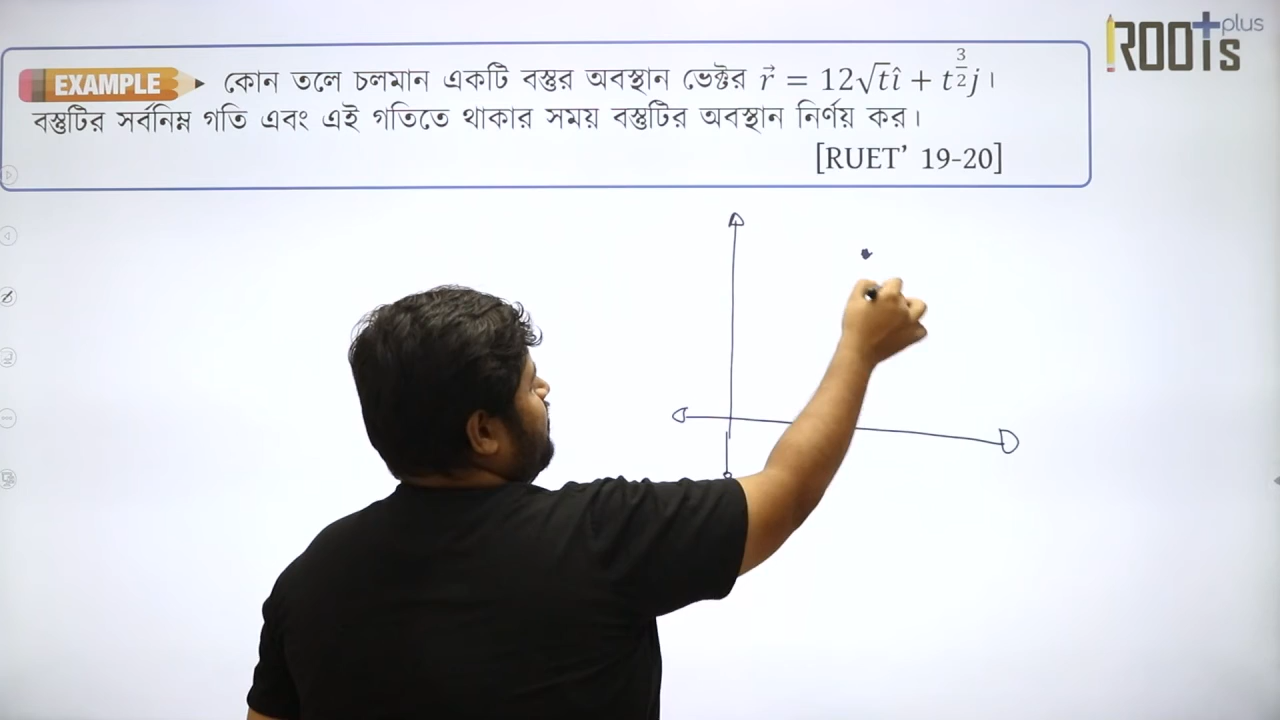 ROOTs plus
EXAMPLE কোন তলে চলমান একটি বস্তুর অবস্থান ভেক্টর r⃗ = 12√t î + t^(3/2) j ।
বস্তুটির সর্বনিম্ন গতি এবং এই গতিতে থাকার সময় বস্তুটির অবস্থান নির্ণয় কর।
[RUET’ 19-20]